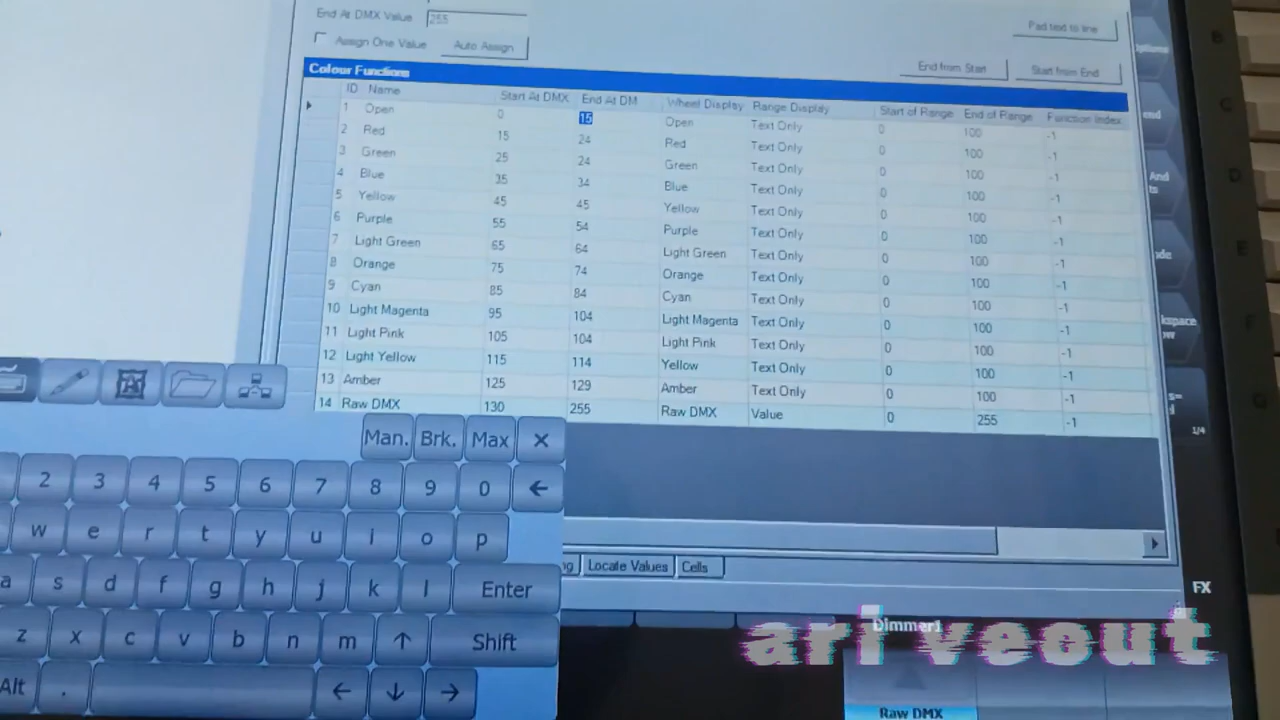 End At DMX Value 255
Pad text to line
Assign One Value Auto Assign
End from Start Start from End
Colour Functions
ID Name Start At DMX End At DM Wheel Display Range Display Start of Range End of Range Function Index
1 Open 0 15 Open Text Only 0 100 -1
2 Red 15 24 Red Text Only 0 100 -1
3 Green 25 24 Green Text Only 0 100 -1
4 Blue 35 34 Blue Text Only 0 100 -1
5 Yellow 45 45 Yellow Text Only 0 100 -1
6 Purple 55 54 Purple Text Only 0 100 -1
7 Light Green 65 64 Light Green Text Only 0 100 -1
8 Orange 75 74 Orange Text Only 0 100 -1
9 Cyan 85 84 Cyan Text Only 0 100 -1
10 Light Magenta 95 104 Light Magenta Text Only 0 100 -1
11 Light Pink 105 104 Light Pink Text Only 0 100 -1
12 Light Yellow 115 114 Yellow Text Only 0 100 -1
13 Amber 125 129 Amber Text Only 0 100 -1
14 Raw DMX 130 255 Raw DMX Value 0 255 -1
1/4
Man. Brk. Max
2 3 4 5 6 7 8 9 0
w e r t y u i o p
a s d f g h j k l Enter
z x c v b n m Shift
Alt .
Locate Values Cells
FX
Dimmer1
ari veout
Raw DMX